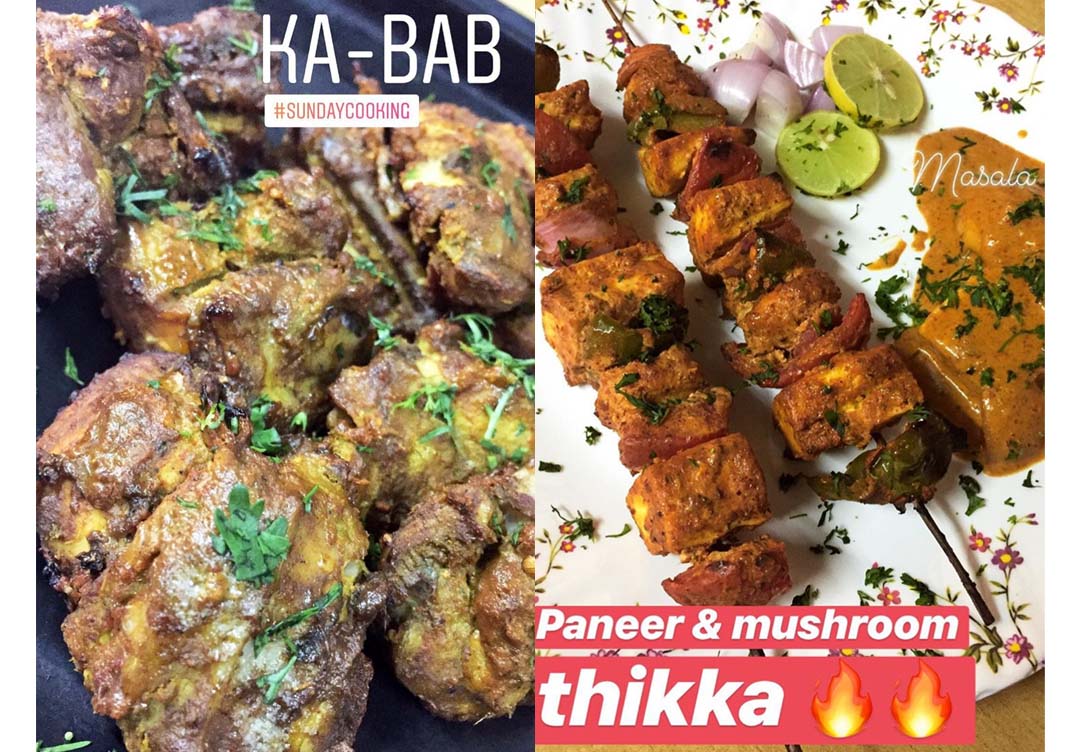 KA-BAB
#SUNDAYCOOKING
Masala
Paneer & mushroom
thikka 🔥🔥